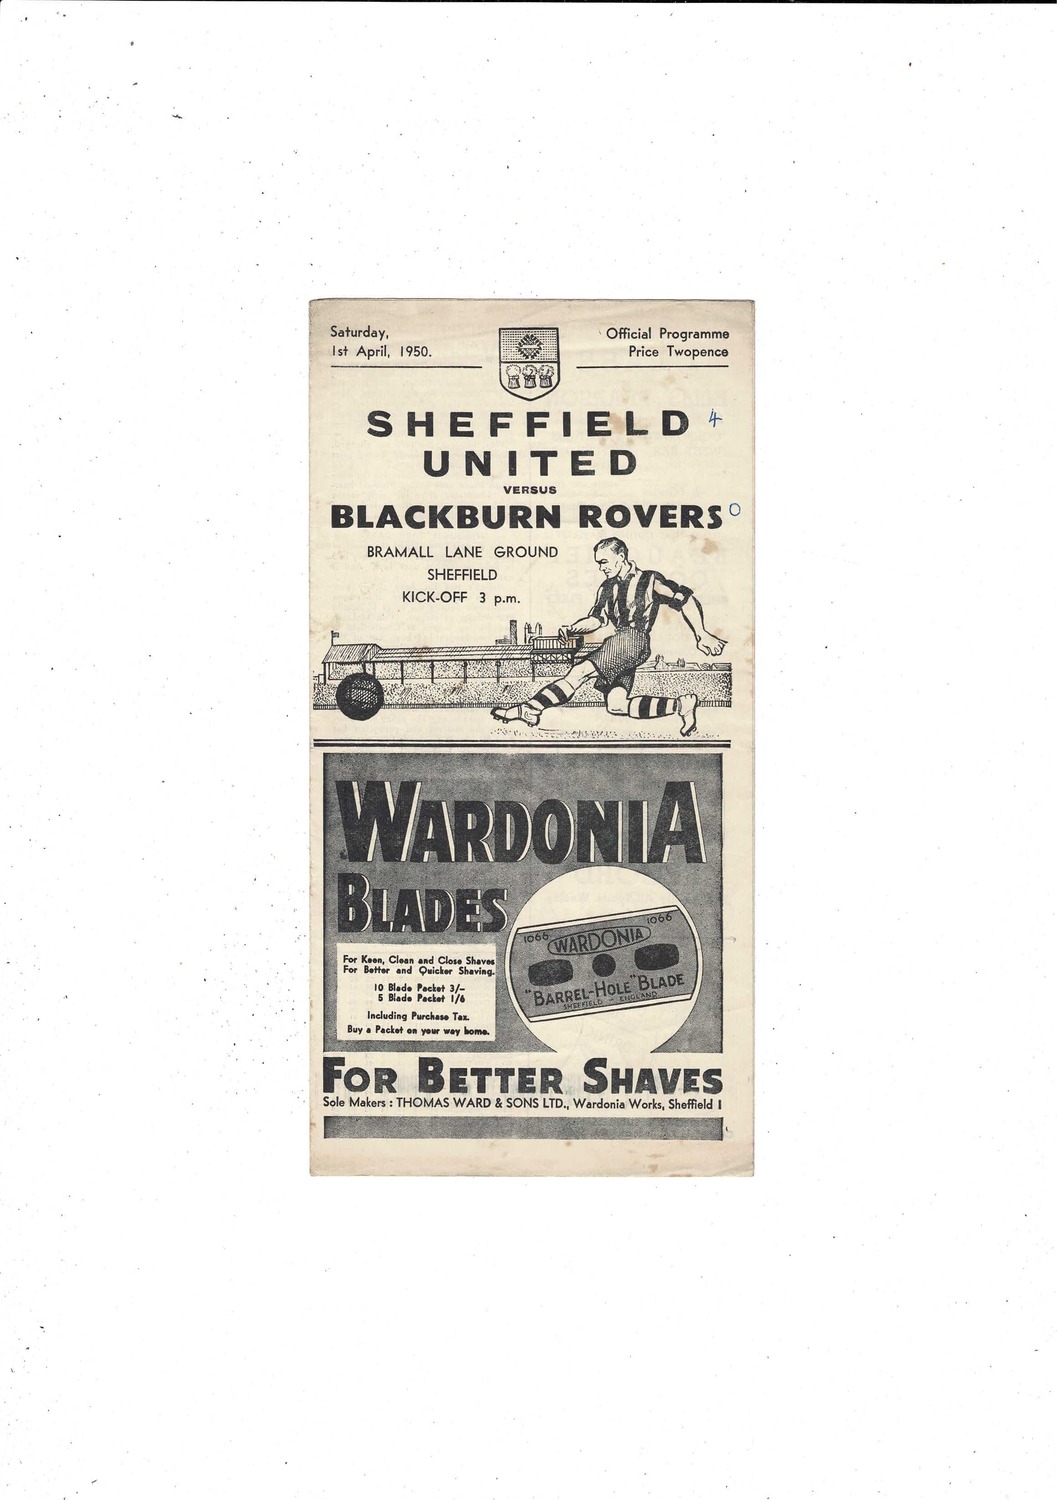 Saturday,
1st April, 1950.
Official Programme
Price Twopence
SHEFFIELD 4
UNITED
VERSUS
BLACKBURN ROVERS 0
BRAMALL LANE GROUND
SHEFFIELD
KICK-OFF 3 p.m.
WARDONIA
BLADES
For Keen, Clean and Close Shaves
For Better and Quicker Shaving.
10 Blade Packet 3/-
5 Blade Packet 1/6
Including Purchase Tax.
Buy a Packet on your way home.
1066 1066
WARDONIA
"BARREL-HOLE" BLADE
SHEFFIELD - ENGLAND
FOR BETTER SHAVES
Sole Makers : THOMAS WARD & SONS LTD., Wardonia Works, Sheffield 1